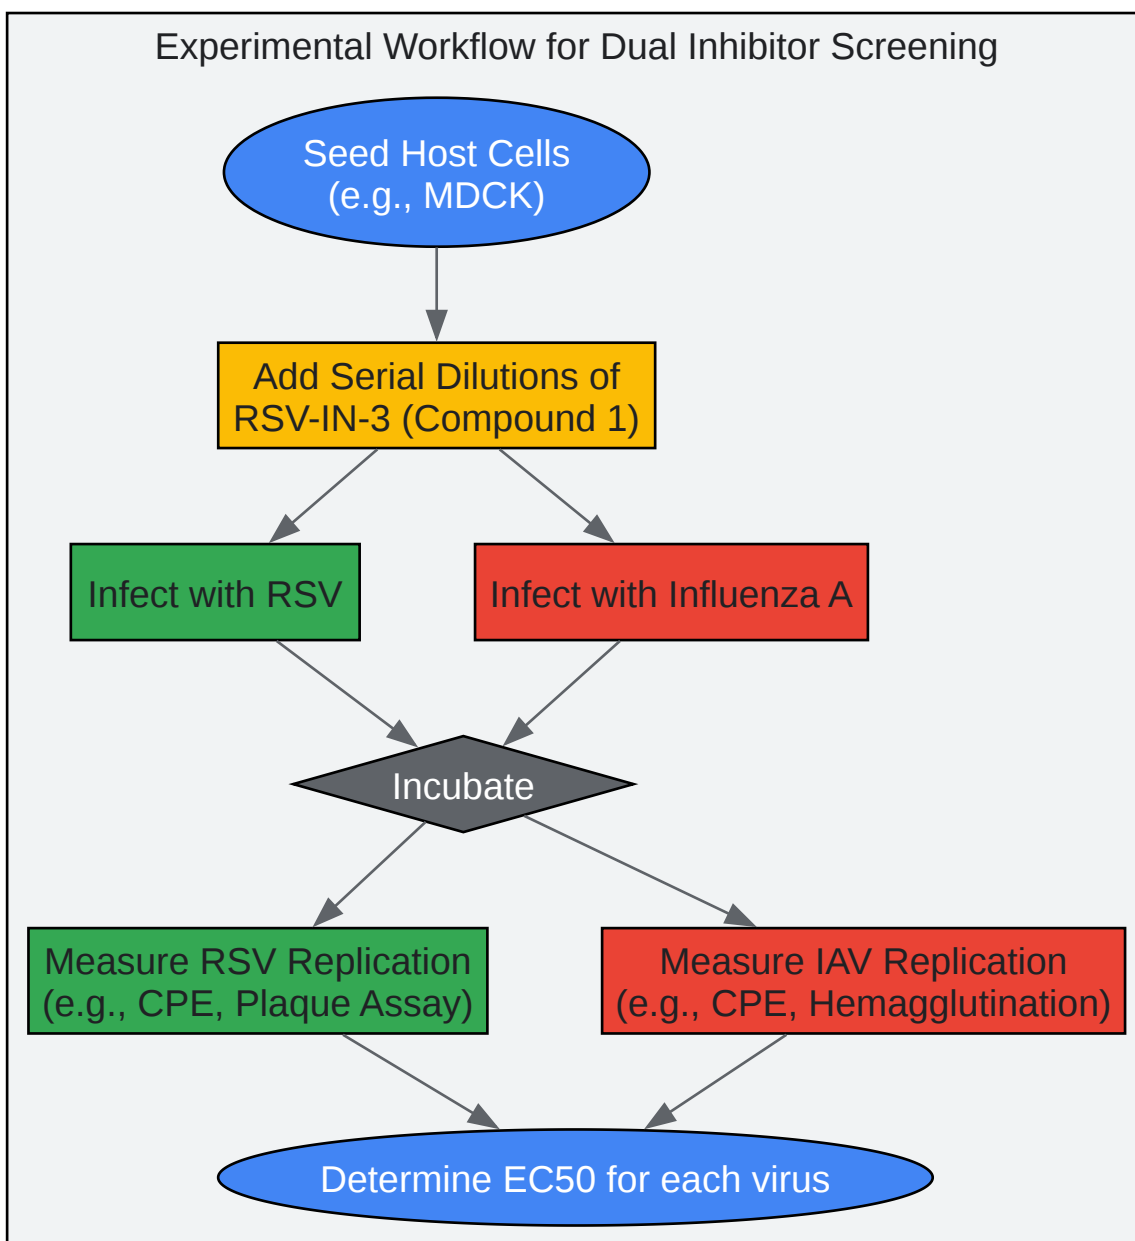 Experimental Workflow for Dual Inhibitor Screening
Seed Host Cells
(e.g., MDCK)
Add Serial Dilutions of
RSV-IN-3 (Compound 1)
Infect with RSV
Infect with Influenza A
Incubate
Measure RSV Replication
(e.g., CPE, Plaque Assay)
Measure IAV Replication
(e.g., CPE, Hemagglutination)
Determine EC50 for each virus